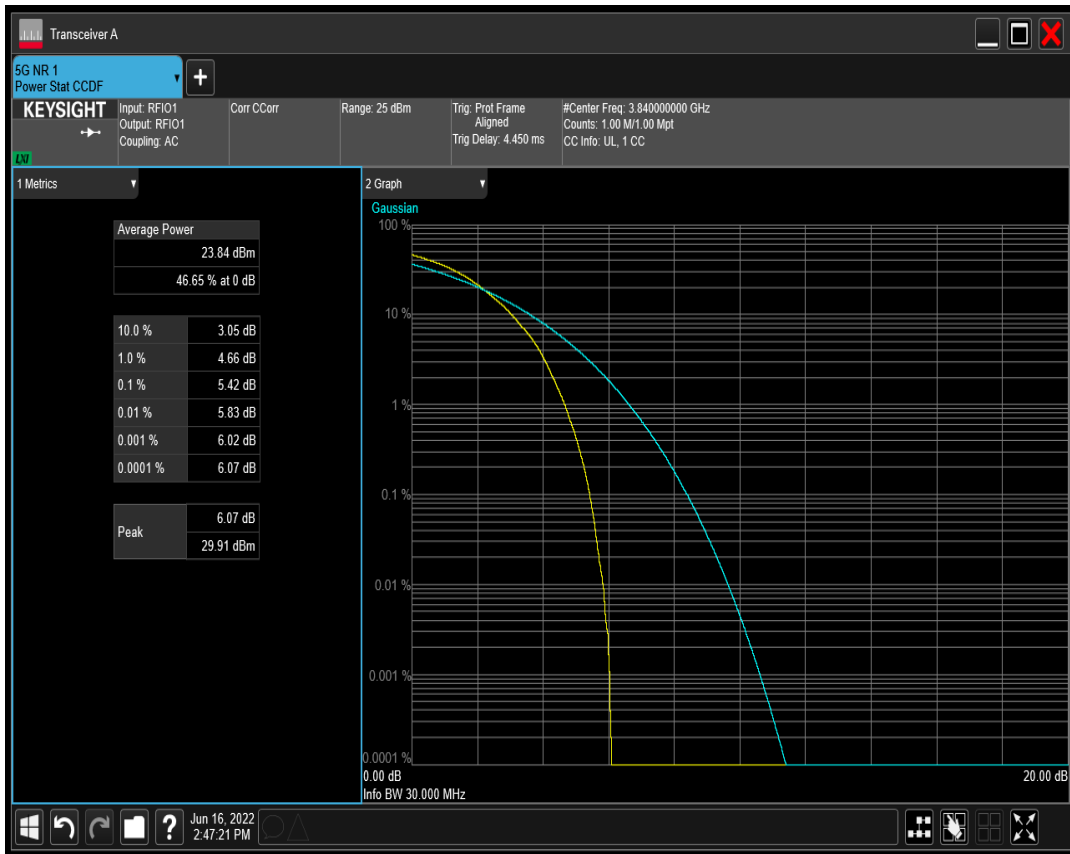 Transceiver A
5G NR 1
Power Stat CCDF
+
KEYSIGHT
LXI
Input: RFIO1
Output: RFIO1
Coupling: AC
Corr CCorr
Range: 25 dBm
Trig: Prot Frame
Aligned
Trig Delay: 4.450 ms
#Center Freq: 3.840000000 GHz
Counts: 1.00 M/1.00 Mpt
CC Info: UL, 1 CC
1 Metrics
Average Power
23.84 dBm
46.65 % at 0 dB
10.0 % 3.05 dB
1.0 % 4.66 dB
0.1 % 5.42 dB
0.01 % 5.83 dB
0.001 % 6.02 dB
0.0001 % 6.07 dB
Peak
6.07 dB
29.91 dBm
2 Graph
Gaussian
100 %
10 %
1 %
0.1 %
0.01 %
0.001 %
0.0001 %
0.00 dB
20.00 dB
Info BW 30.000 MHz
?
Jun 16, 2022
2:47:21 PM